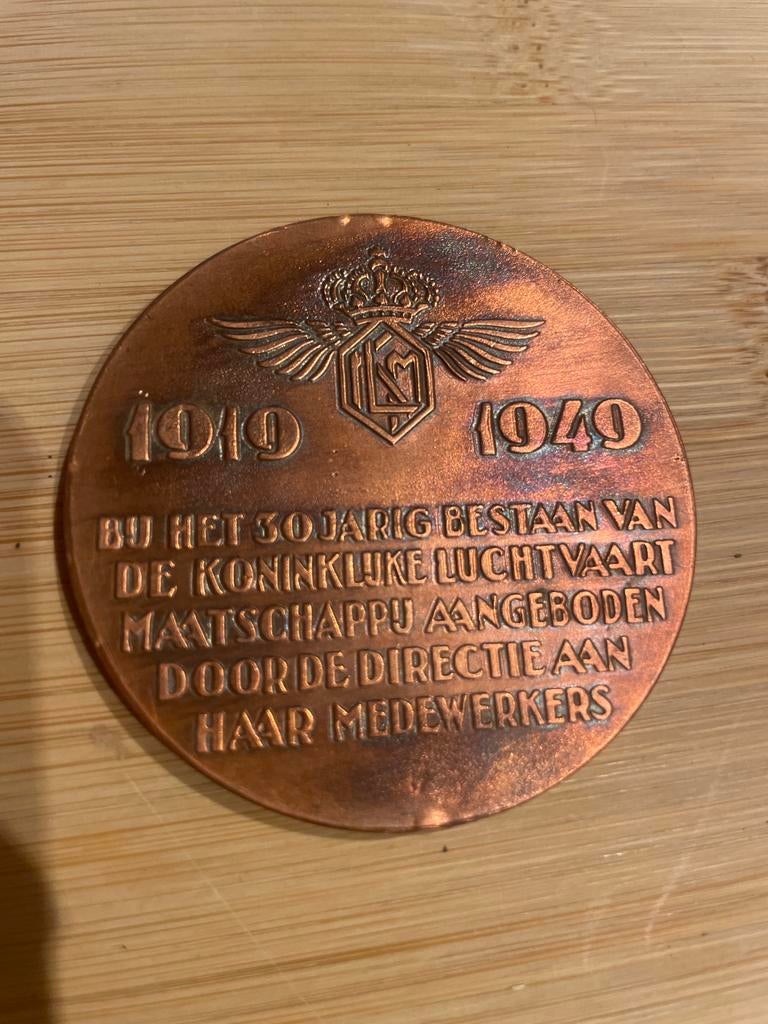 KLM
1919 1949
BIJ HET 30 JARIG BESTAAN VAN
DE KONINKLIJKE LUCHTVAART
MAATSCHAPPIJ AANGEBODEN
DOOR DE DIRECTIE AAN
HAAR MEDEWERKERS